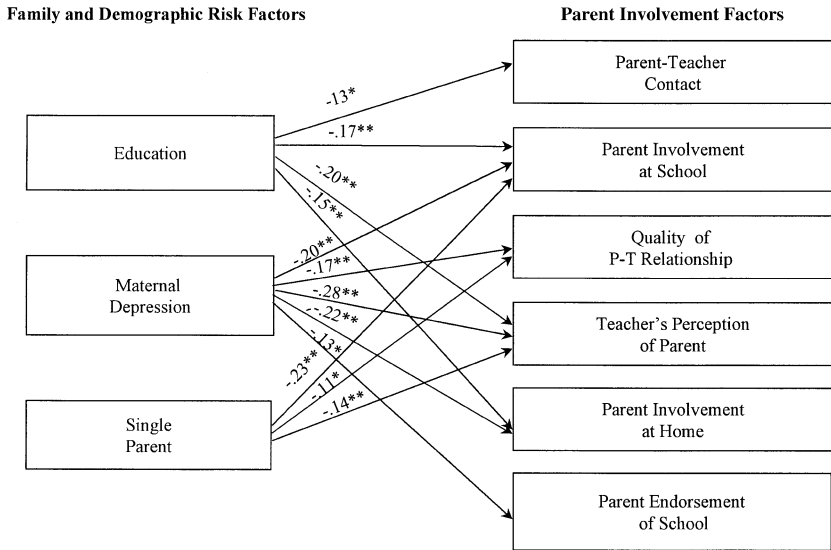 Family and Demographic Risk Factors
Parent Involvement Factors
Parent-Teacher
Contact
-13*
-.17**
Education
Parent Involvement
at School
-.20**
-.15**
Quality of
P-T Relationship
-.20**
-.17**
Maternal
Depression
-.28**
--.22**
-.13*
Teacher's Perception
of Parent
-.23**
-.11*
-.14**
Single
Parent
Parent Involvement
at Home
Parent Endorsement
of School